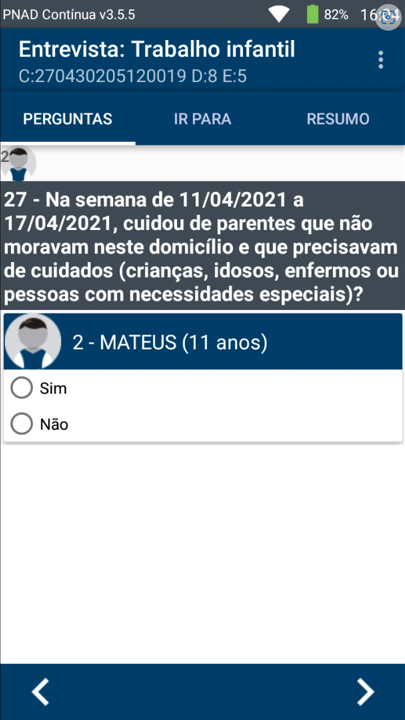 PNAD Contínua v3.5.5
82%
Entrevista: Trabalho infantil
C:270430205120019 D:8 E:5
PERGUNTAS
IR PARA
RESUMO
2
27 - Na semana de 11/04/2021 a
17/04/2021, cuidou de parentes que não
moravam neste domicílio e que precisavam
de cuidados (crianças, idosos, enfermos ou
pessoas com necessidades especiais)?
2 - MATEUS (11 anos)
Sim
Não